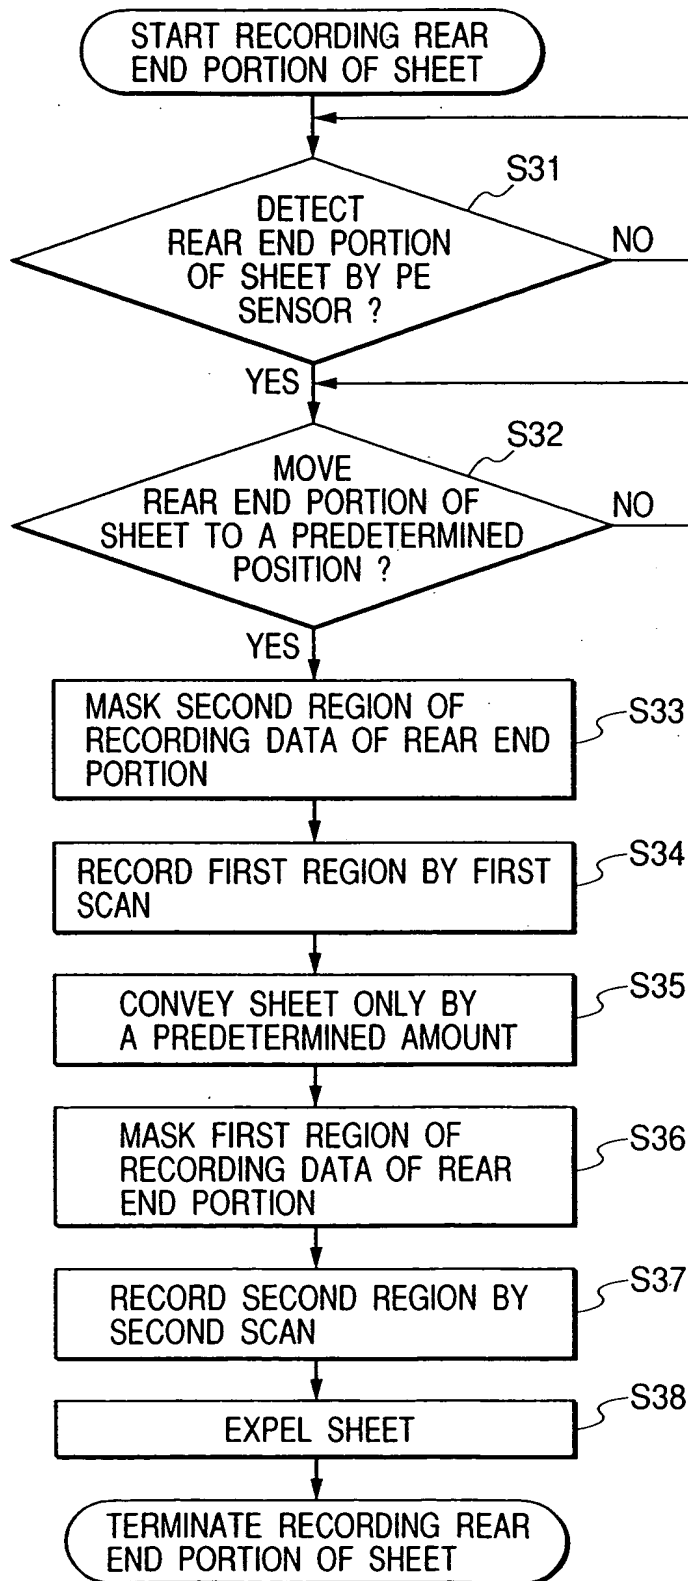 START RECORDING REAR
END PORTION OF SHEET
S31
DETECT
REAR END PORTION
OF SHEET BY PE
SENSOR ?
NO
YES
S32
MOVE
REAR END PORTION OF
SHEET TO A PREDETERMINED
POSITION ?
NO
YES
MASK SECOND REGION OF
RECORDING DATA OF REAR END
PORTION
S33
RECORD FIRST REGION BY FIRST
SCAN
S34
CONVEY SHEET ONLY BY
A PREDETERMINED AMOUNT
S35
MASK FIRST REGION OF
RECORDING DATA OF REAR
END PORTION
S36
RECORD SECOND REGION BY
SECOND SCAN
S37
EXPEL SHEET
S38
TERMINATE RECORDING REAR
END PORTION OF SHEET